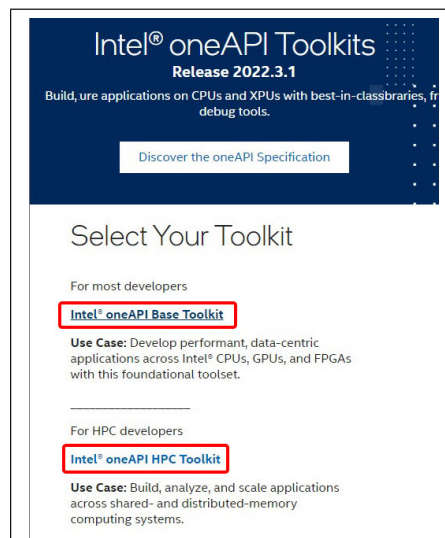 Intel® oneAPI Toolkits
Release 2022.3.1
Build, ure applications on CPUs and XPUs with best-in-classbraries, fr
debug tools.
Discover the oneAPI Specification
Select Your Toolkit
For most developers
Intel® oneAPI Base Toolkit
Use Case: Develop performant, data-centric
applications across Intel® CPUs, GPUs, and FPGAs
with this foundational toolset.
____________________
For HPC developers
Intel® oneAPI HPC Toolkit
Use Case: Build, analyze, and scale applications
across shared- and distributed-memory
computing systems.